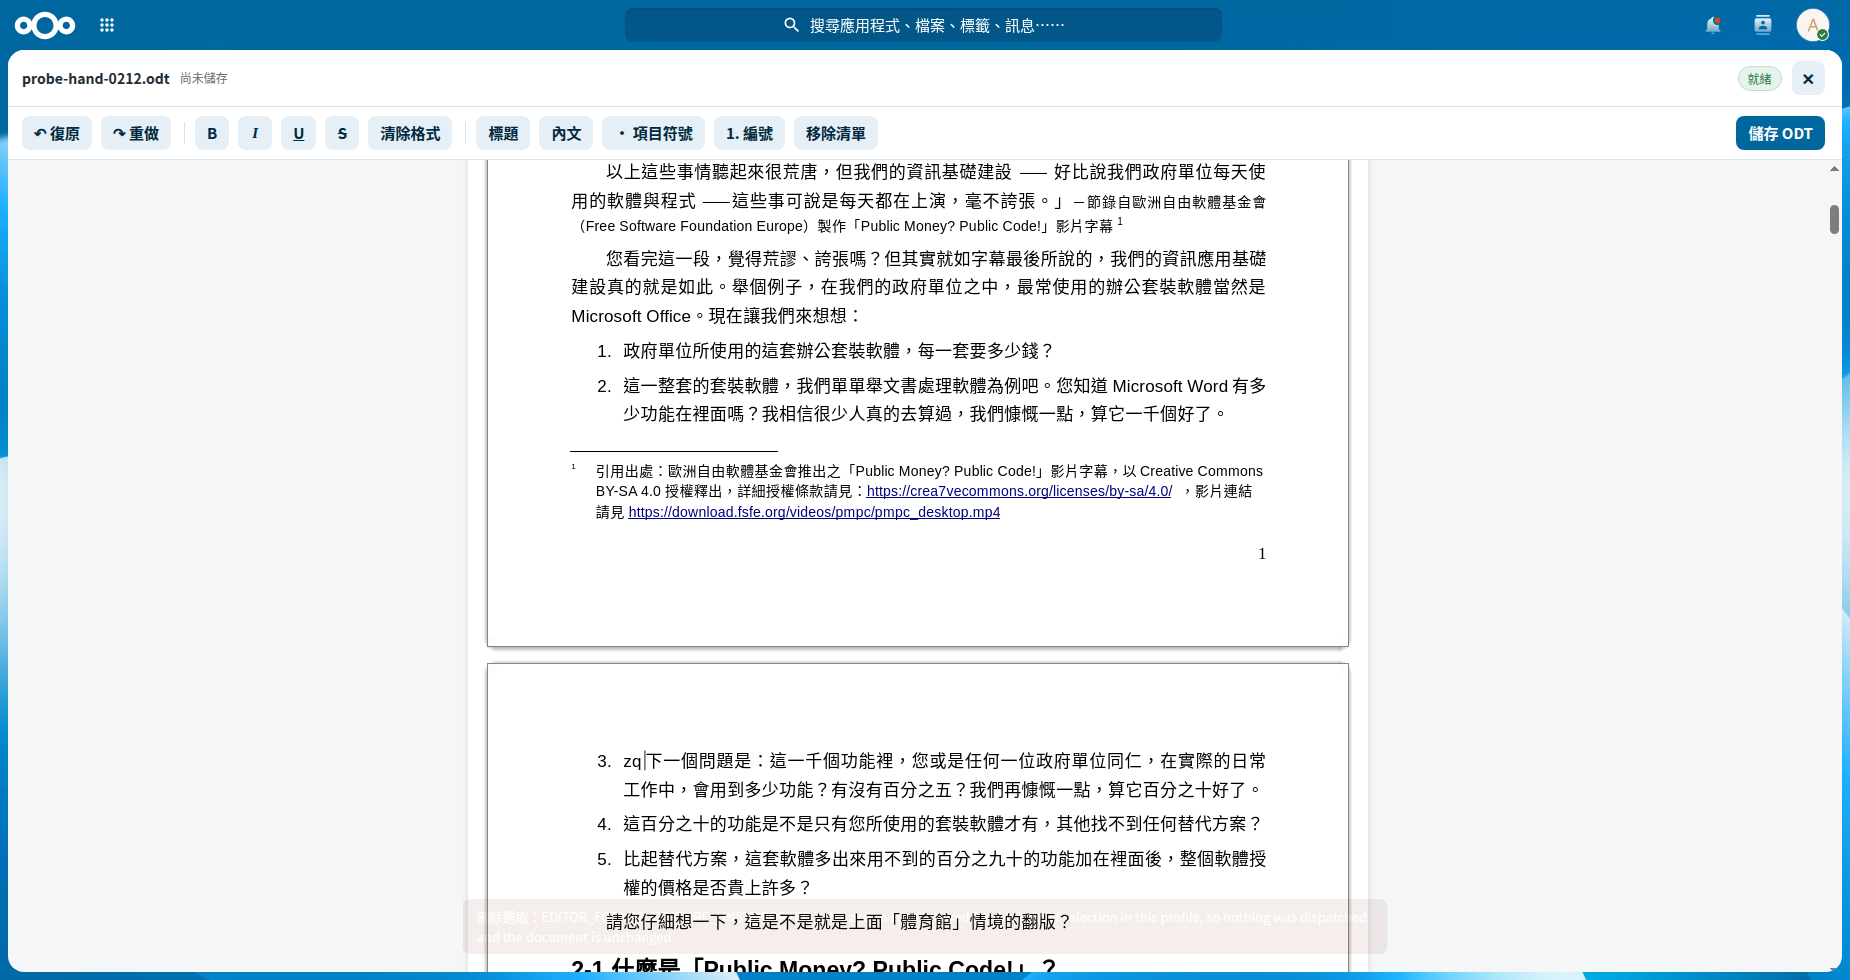 搜尋應用程式、檔案、標籤、訊息……
A
probe-hand-0212.odt 尚未儲存
就緒 ✕
↶ 復原 ↷ 重做 B I U S 清除格式 標題 內文 • 項目符號 1. 編號 移除清單 儲存 ODT
以上這些事情聽起來很荒唐，但我們的資訊基礎建設 —— 好比說我們政府單位每天使
用的軟體與程式 ——這些事可說是每天都在上演，毫不誇張。」—節錄自歐洲自由軟體基金會
（Free Software Foundation Europe）製作「Public Money? Public Code!」影片字幕 1
您看完這一段，覺得荒謬、誇張嗎？但其實就如字幕最後所說的，我們的資訊應用基礎
建設真的就是如此。舉個例子，在我們的政府單位之中，最常使用的辦公套裝軟體當然是
Microsoft Office。現在讓我們來想想：
1. 政府單位所使用的這套辦公套裝軟體，每一套要多少錢？
2. 這一整套的套裝軟體，我們單單舉文書處理軟體為例吧。您知道 Microsoft Word 有多
少功能在裡面嗎？我相信很少人真的去算過，我們慷慨一點，算它一千個好了。
1 引用出處：歐洲自由軟體基金會推出之「Public Money? Public Code!」影片字幕，以 Creative Commons
BY-SA 4.0 授權釋出，詳細授權條款請見：https://crea7vecommons.org/licenses/by-sa/4.0/ ，影片連結
請見 https://download.fsfe.org/videos/pmpc/pmpc_desktop.mp4
1
3. zq下一個問題是：這一千個功能裡，您或是任何一位政府單位同仁，在實際的日常
工作中，會用到多少功能？有沒有百分之五？我們再慷慨一點，算它百分之十好了。
4. 這百分之十的功能是不是只有您所使用的套裝軟體才有，其他找不到任何替代方案？
5. 比起替代方案，這套軟體多出來用不到的百分之九十的功能加在裡面後，整個軟體授
權的價格是否貴上許多？
請您仔細想一下，這是不是就是上面「體育館」情境的翻版？
選取：EDITOR_ election in this profile, so nothing was dispatched
and the document is unchanged
2-1 什麼是「Public Money? Public Code!」？